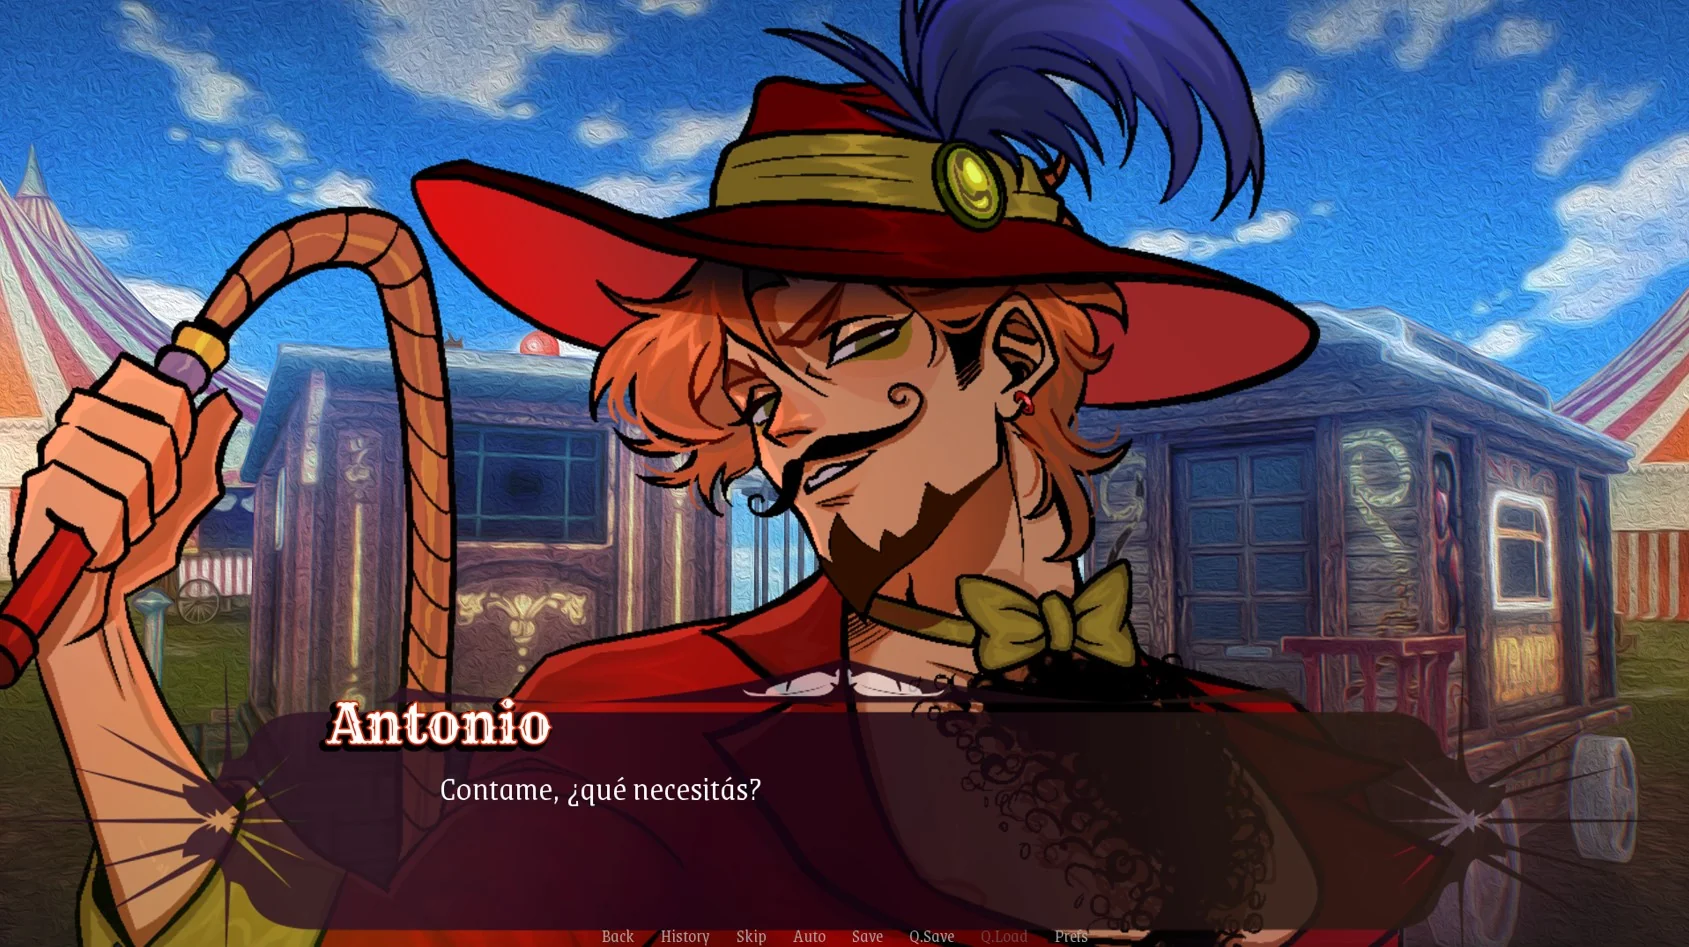 Antonio
Contame, ¿qué necesitás?
Back History Skip Auto Save Q.Save Q.Load Prefs